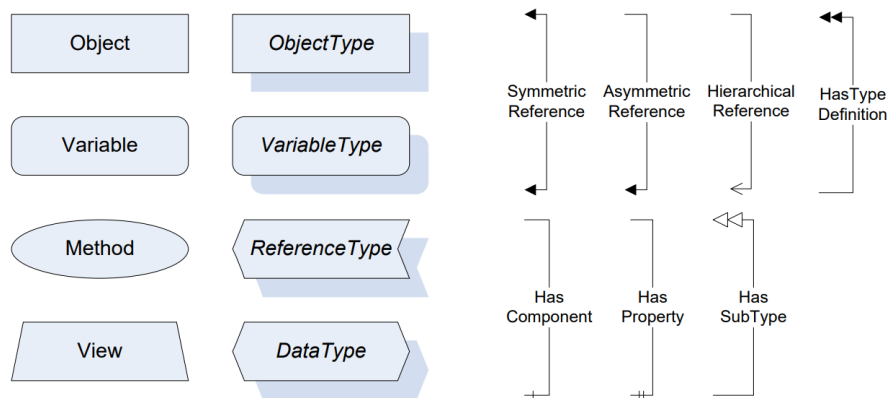 Object
ObjectType
Symmetric
Reference
Asymmetric
Reference
Hierarchical
Reference
HasType
Definition
Variable
VariableType
Method
ReferenceType
Has
Component
Has
Property
Has
SubType
View
DataType